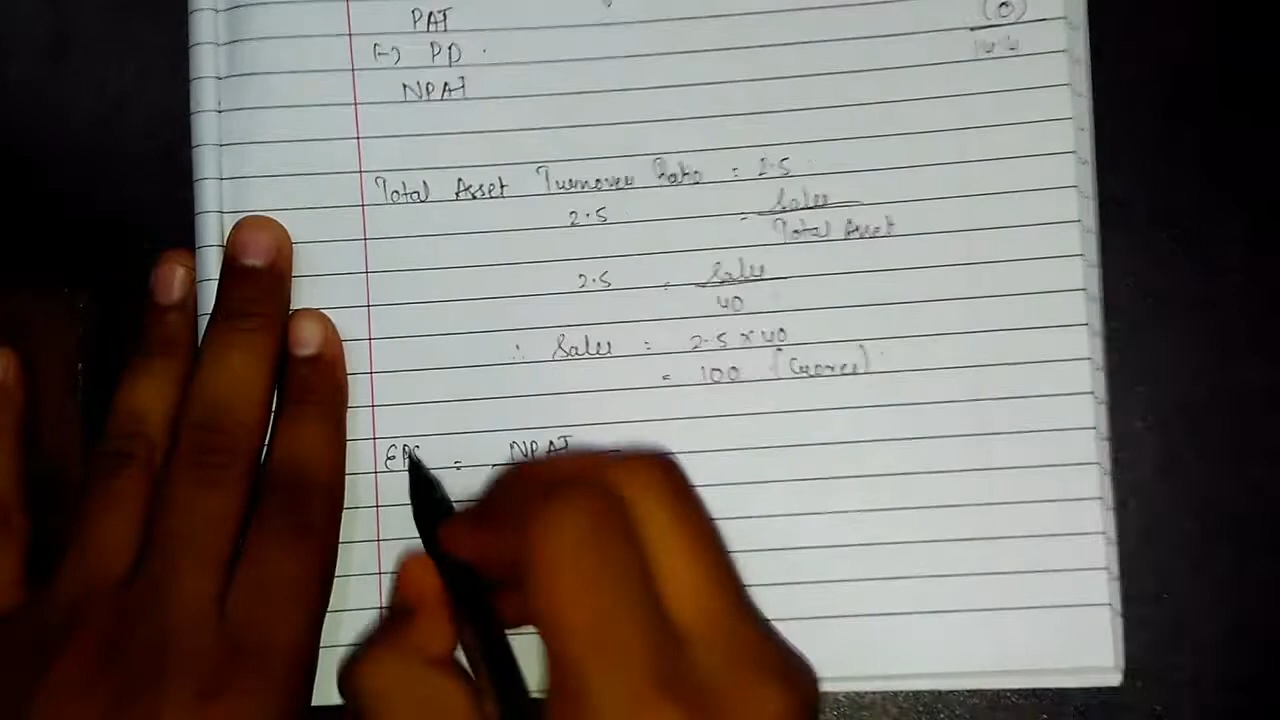 PAT (0)
(-) PD
NPAT
Total Asset Turnover Ratio = 2.5
2.5 = Sales
Total Asset
2.5 = Sales
40
∴ Sales = 2.5 × 40
= 100 (Crores)
EPS = NPAT